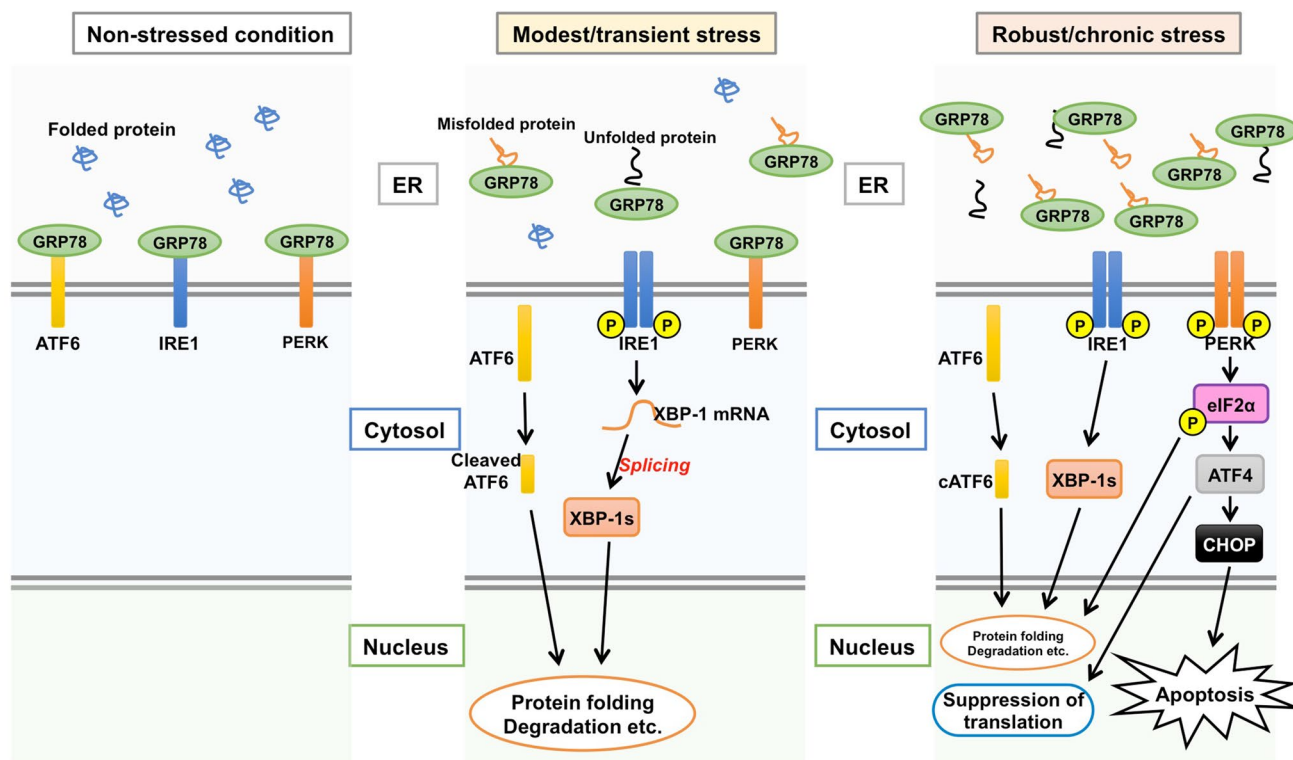 Non-stressed condition
Modest/transient stress
Robust/chronic stress
Folded protein
GRP78
GRP78
GRP78
ATF6
IRE1
PERK
ER
Misfolded protein
Unfolded protein
GRP78
GRP78
GRP78
GRP78
P
P
IRE1
PERK
ATF6
XBP-1 mRNA
Cytosol
Cleaved
ATF6
Splicing
XBP-1s
Nucleus
Protein folding
Degradation etc.
ER
GRP78
GRP78
GRP78
GRP78
GRP78
GRP78
P
P
IRE1
P
P
PERK
ATF6
eIF2α
P
Cytosol
cATF6
XBP-1s
ATF4
CHOP
Nucleus
Protein folding
Degradation etc.
Suppression of
translation
Apoptosis